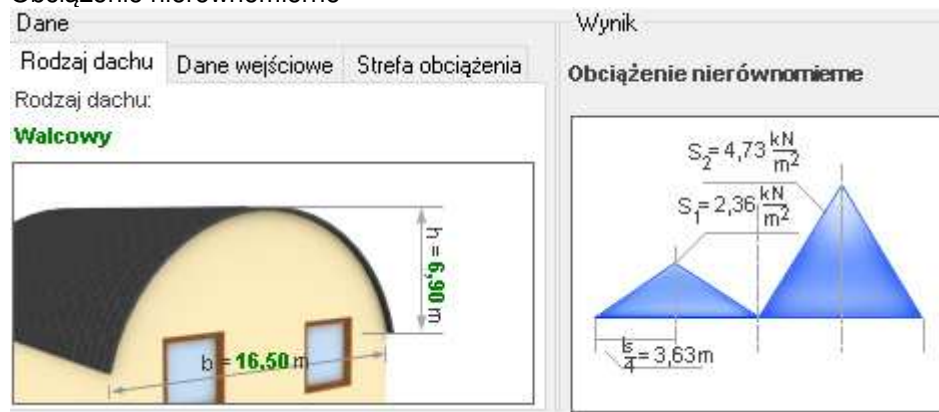 Obciążenie nierównomierne
Dane
Rodzaj dachu
Dane wejściowe
Strefa obciążenia
Rodzaj dachu:
Walcowy
h = 6,90 m
b = 16,50 m
Wynik
Obciążenie nierównomierne
S2= 4,73 kN/m2
S1= 2,36 kN/m2
ls/4 = 3,63m